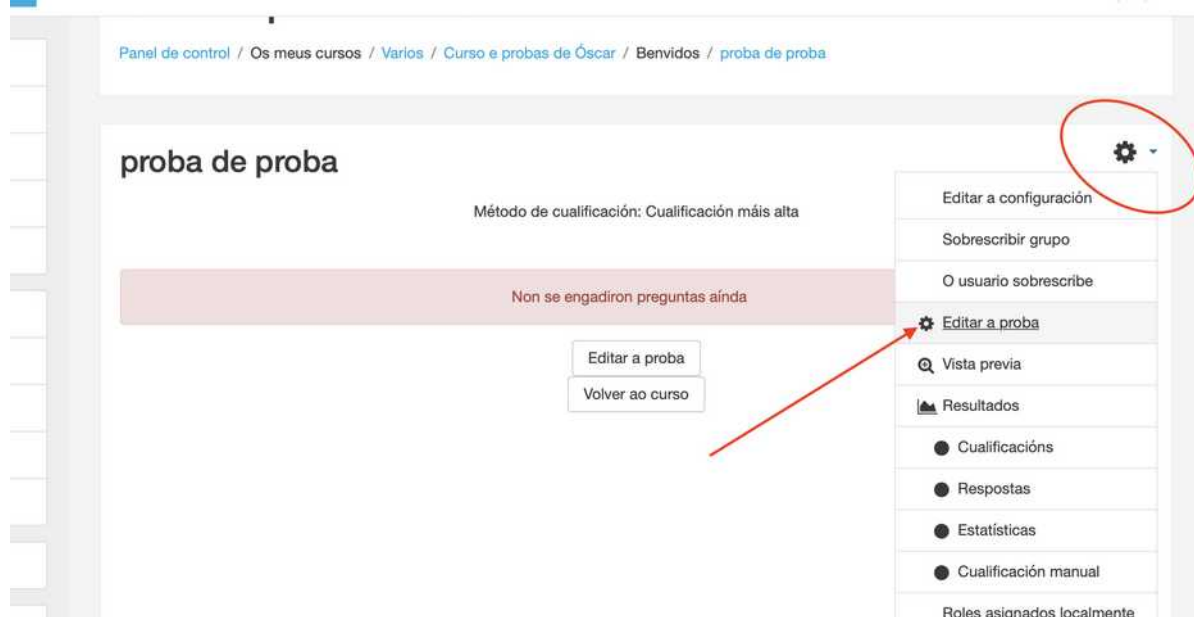 Panel de control / Os meus cursos / Varios / Curso e probas de Óscar / Benvidos / proba de proba
proba de proba
Método de cualificación: Cualificación máis alta
Non se engadiron preguntas aínda
Editar a proba
Volver ao curso
Editar a configuración
Sobrescribir grupo
O usuario sobrescribe
Editar a proba
Vista previa
Resultados
Cualificacións
Respostas
Estatísticas
Cualificación manual
Roles asignados localmente